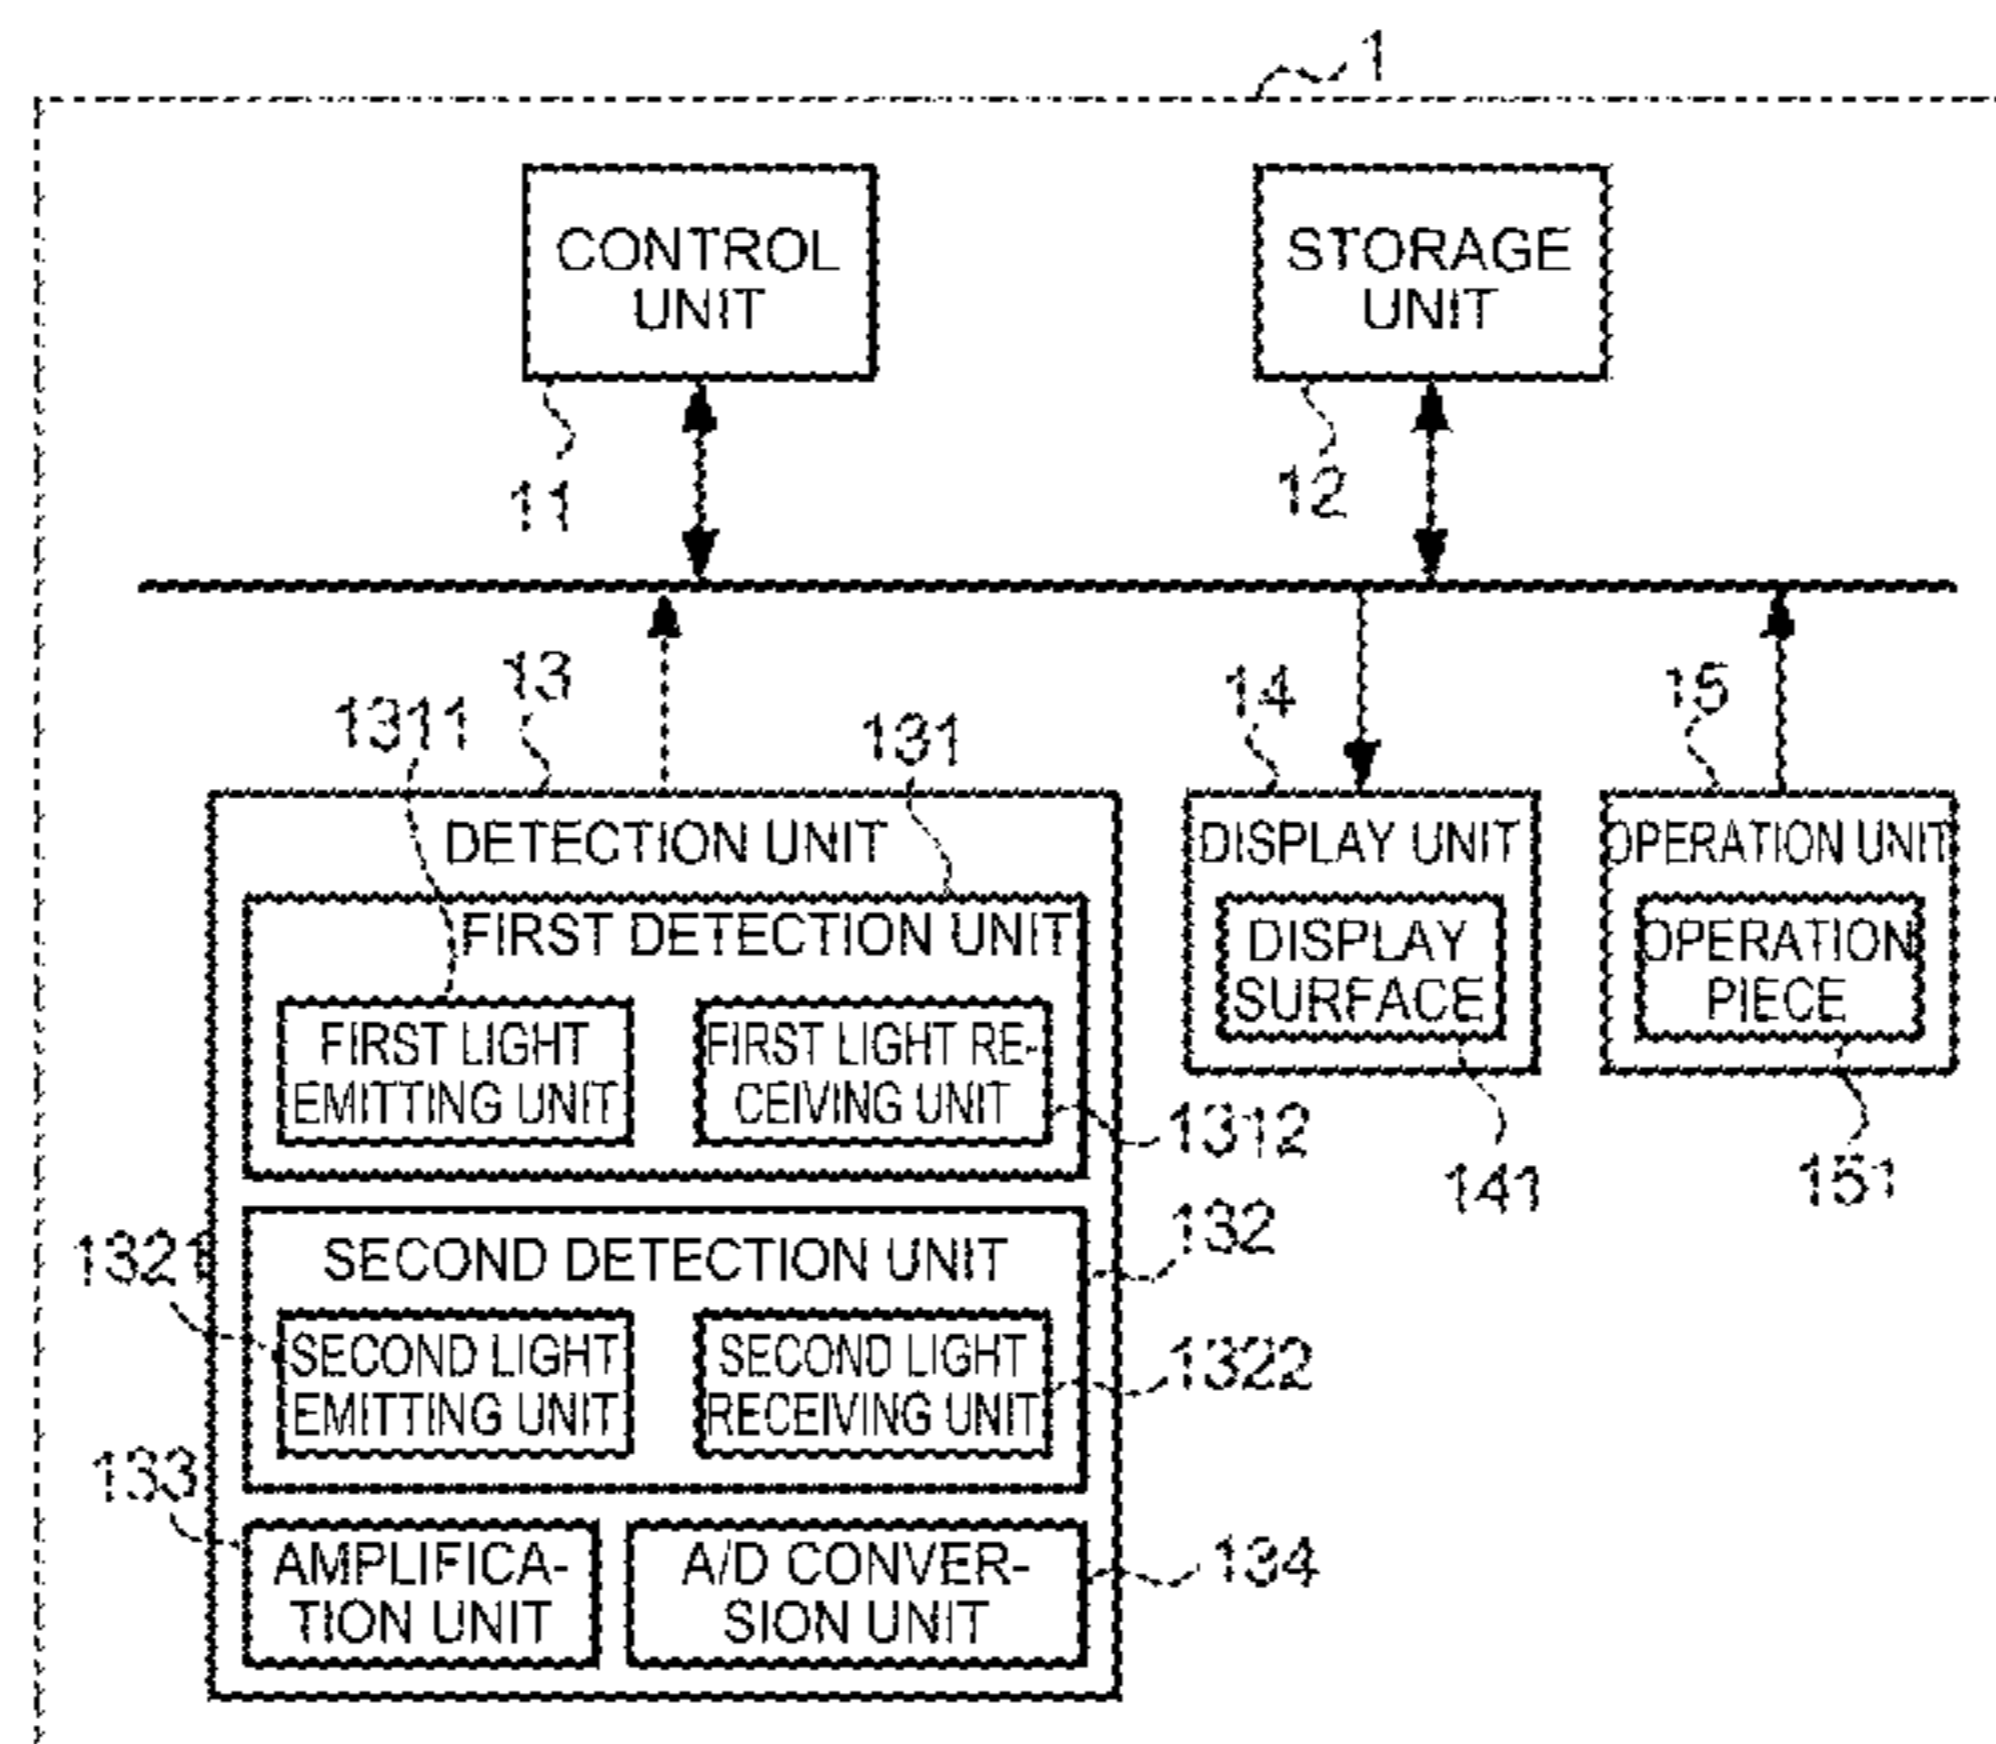 1
CONTROL
UNIT
STORAGE
UNIT
11
12
13
1311
131
14
15
DETECTION UNIT
DISPLAY UNIT
OPERATION UNIT
FIRST DETECTION UNIT
DISPLAY
SURFACE
OPERATION
PIECE
FIRST LIGHT
EMITTING UNIT
FIRST LIGHT RE-
CEIVING UNIT
1312
141
151
132
1321
SECOND DETECTION UNIT
SECOND LIGHT
EMITTING UNIT
SECOND LIGHT
RECEIVING UNIT
1322
133
AMPLIFICA-
TION UNIT
A/D CONVER-
SION UNIT
134